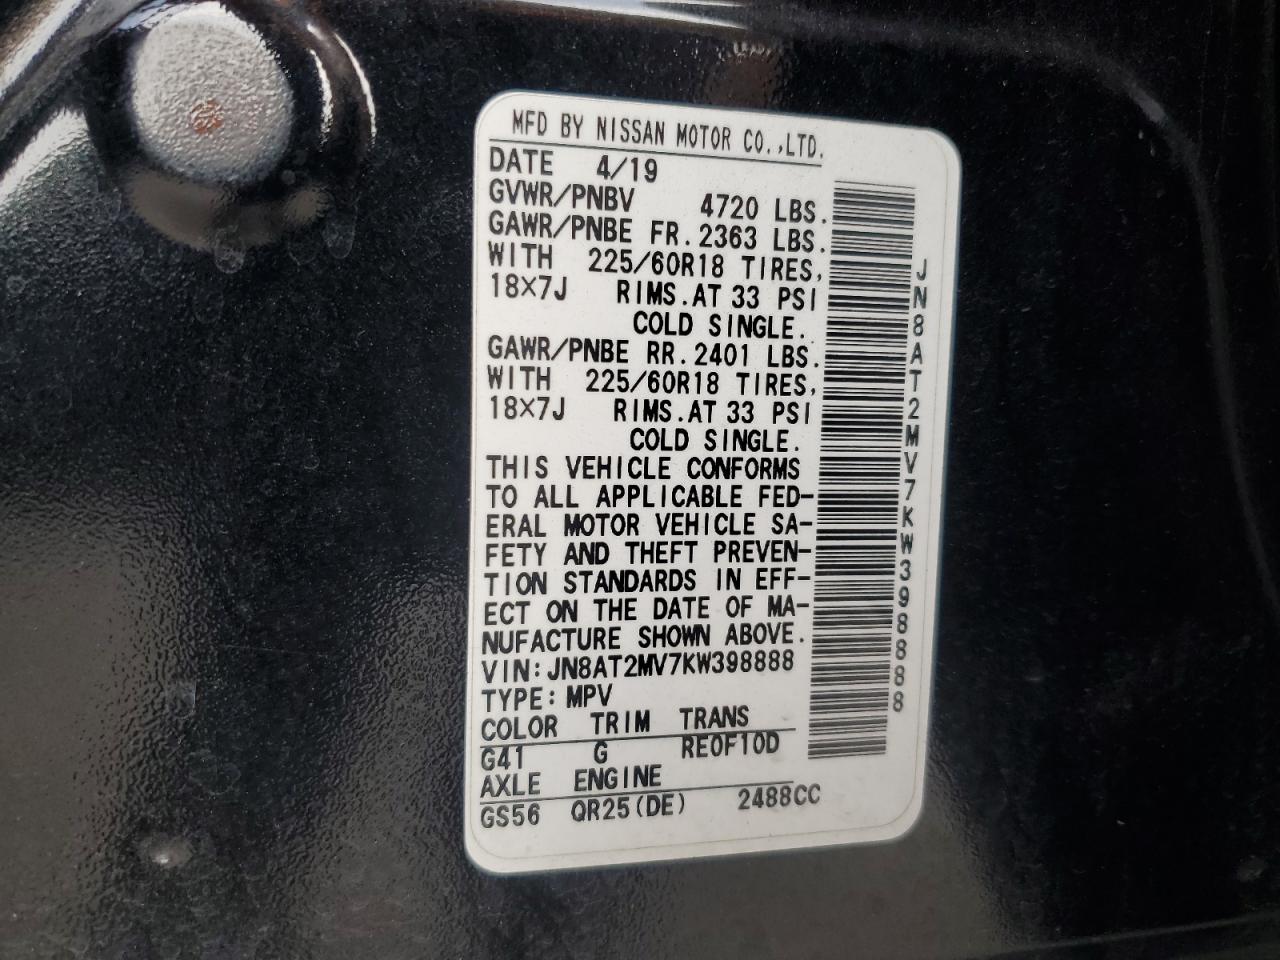 MFD BY NISSAN MOTOR CO.,LTD.
DATE 4/19
GVWR/PNBV 4720 LBS.
GAWR/PNBE FR.2363 LBS.
WITH 225/60R18 TIRES,
18×7J RIMS.AT 33 PSI
COLD SINGLE.
GAWR/PNBE RR.2401 LBS.
WITH 225/60R18 TIRES,
18×7J RIMS.AT 33 PSI
COLD SINGLE.
THIS VEHICLE CONFORMS
TO ALL APPLICABLE FED-
ERAL MOTOR VEHICLE SA-
FETY AND THEFT PREVEN-
TION STANDARDS IN EFF-
ECT ON THE DATE OF MA-
NUFACTURE SHOWN ABOVE.
VIN:JN8AT2MV7KW398888
TYPE:MPV
COLOR TRIM TRANS
G41 G RE0F10D
AXLE ENGINE
GS56 QR25(DE) 2488CC
JN8AT2MV7KW398888